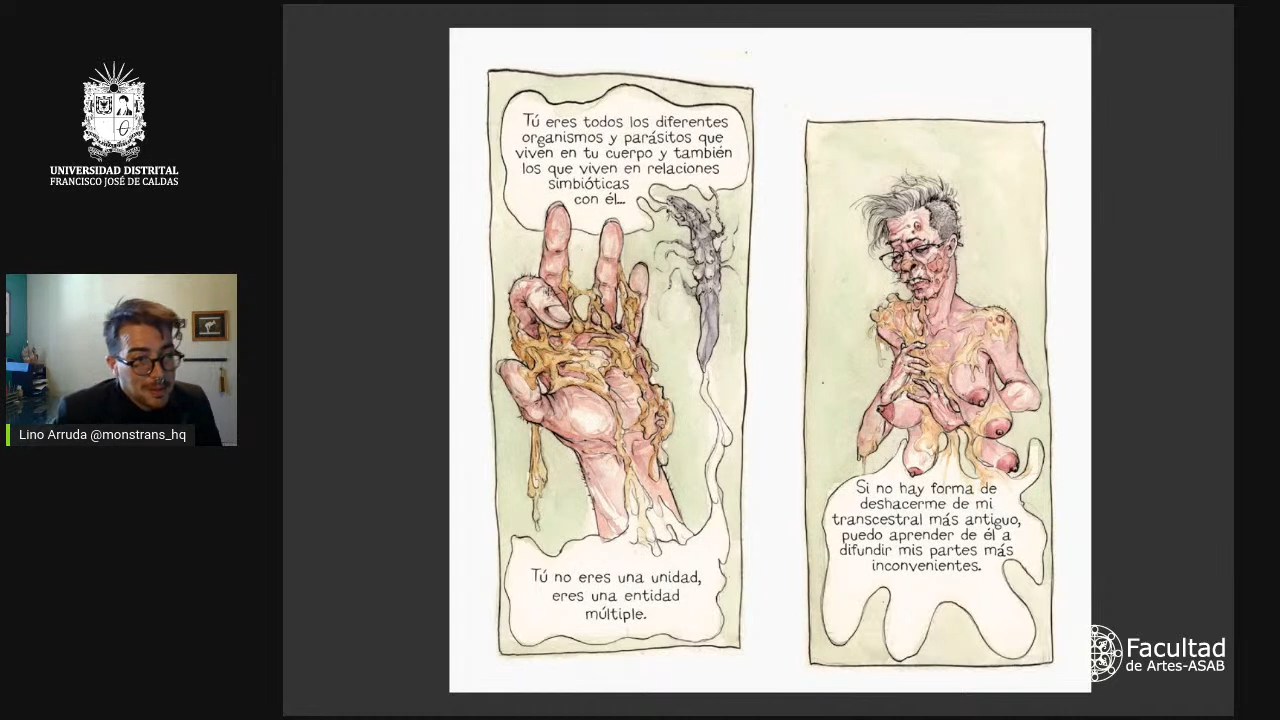 UNIVERSIDAD DISTRITAL
FRANCISCO JOSÉ DE CALDAS
Lino Arruda @monstrans_hq
Tú eres todos los diferentes
organismos y parásitos que
viven en tu cuerpo y también
los que viven en relaciones
simbióticas
con él...
Tú no eres una unidad,
eres una entidad
múltiple.
Si no hay forma de
deshacerme de mi
transcestral más antiguo,
puedo aprender de él a
difundir mis partes más
inconvenientes.
Facultad
de Artes-ASAB